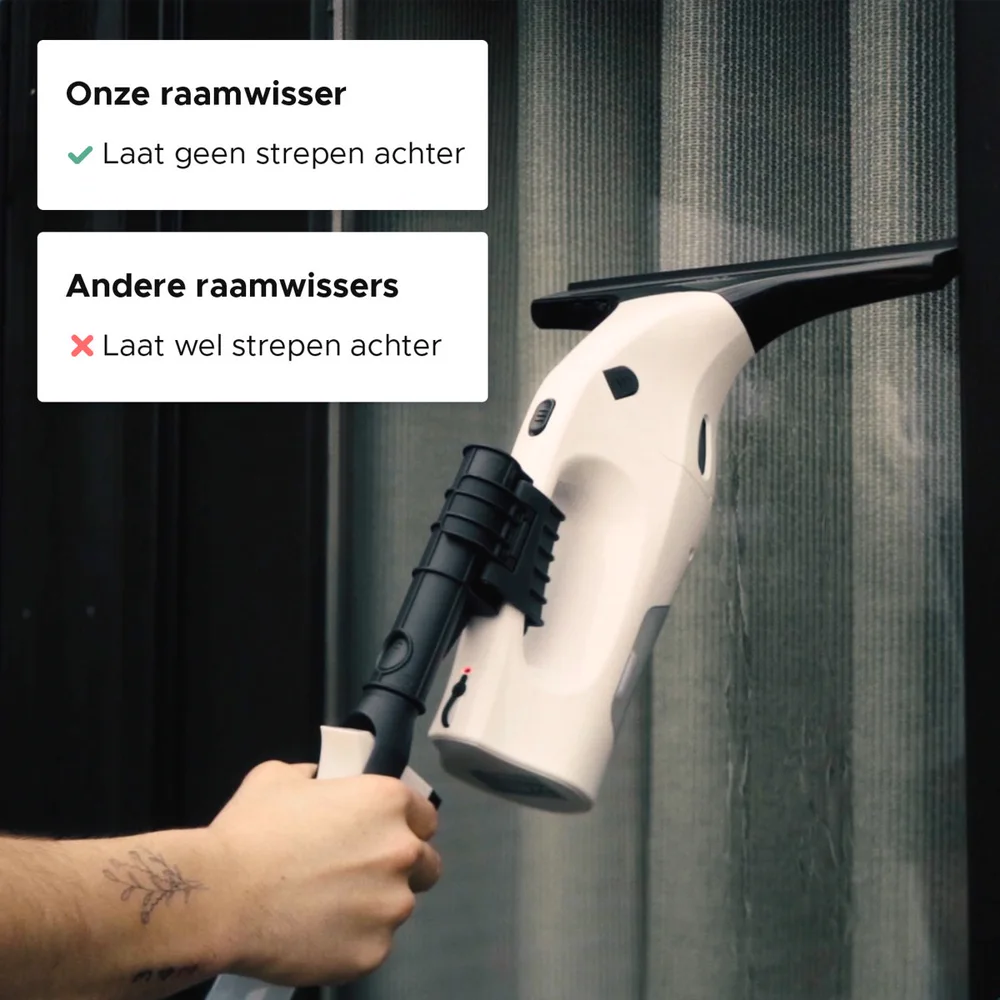 Onze raamwisser
Laat geen strepen achter
Andere raamwissers
Laat wel strepen achter